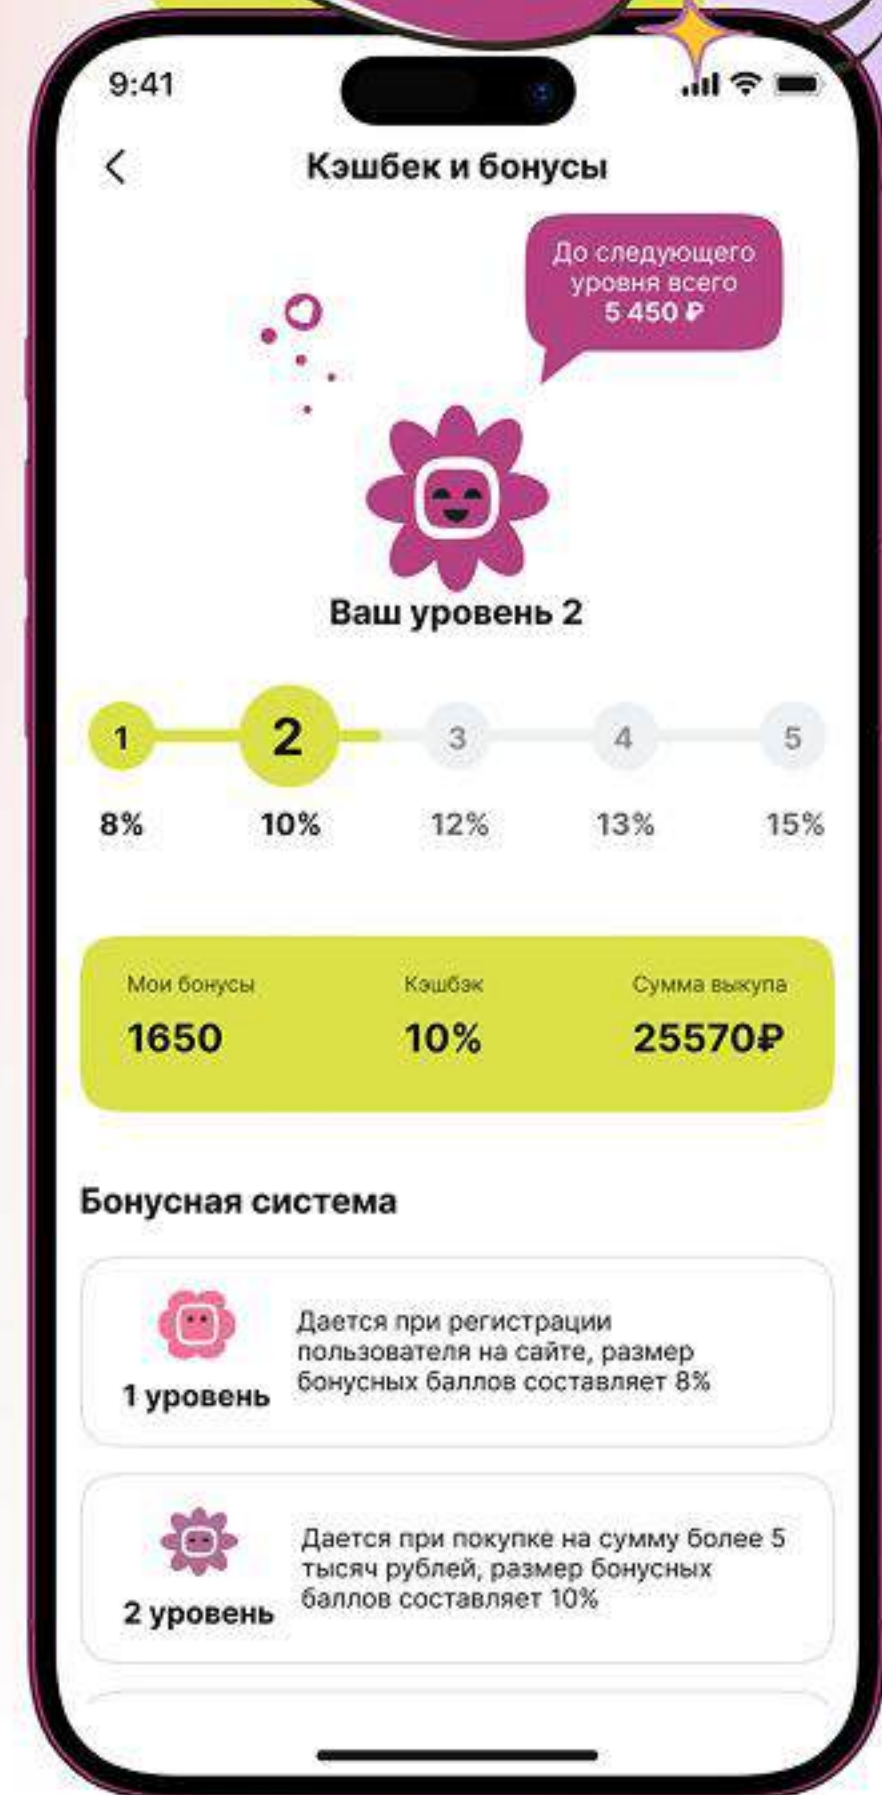 9:41
Кэшбек и бонусы
До следующего
уровня всего
5 450 ₽
Ваш уровень 2
1 2 3 4 5
8% 10% 12% 13% 15%
Мои бонусы Кэшбэк Сумма выкупа
1650 10% 25570₽
Бонусная система
1 уровень
Дается при регистрации
пользователя на сайте, размер
бонусных баллов составляет 8%
2 уровень
Дается при покупке на сумму более 5
тысяч рублей, размер бонусных
баллов составляет 10%